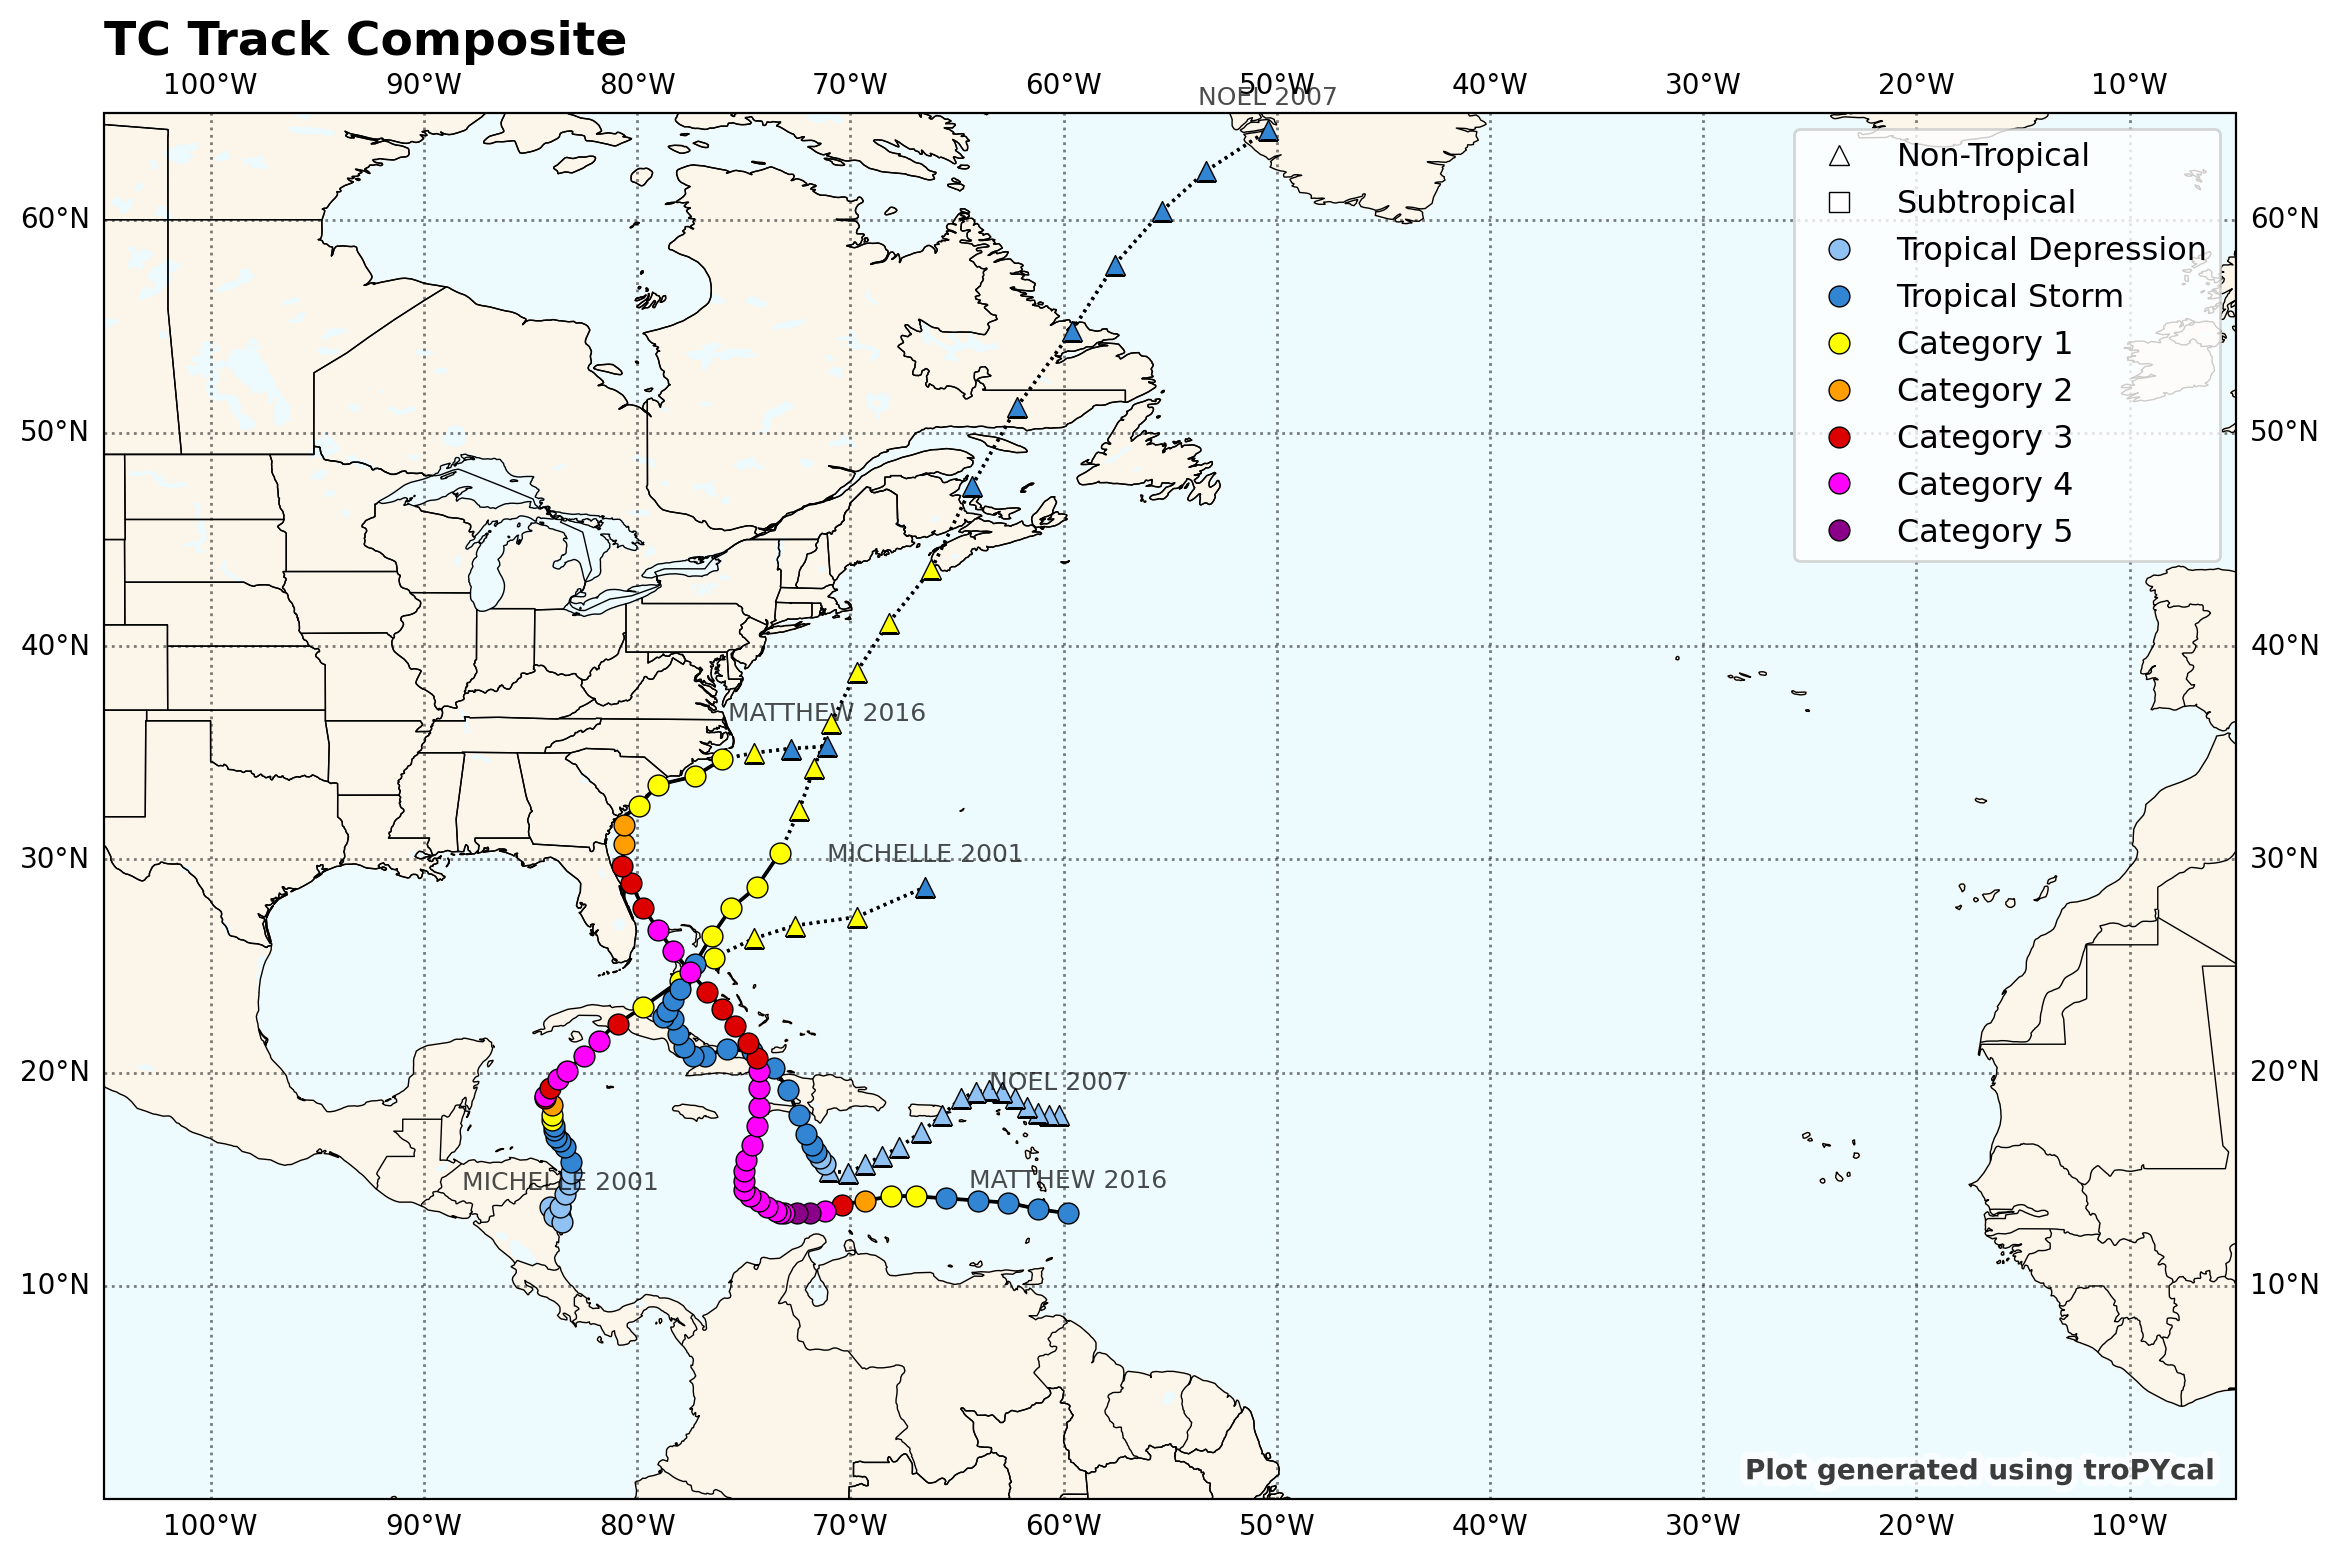 TC Track Composite
100°W 90°W 80°W 70°W 60°W 50°W 40°W 30°W 20°W 10°W
NOEL 2007
Non-Tropical
Subtropical
60°N 60°N
Tropical Depression
Tropical Storm
Category 1
Category 2
50°N 50°N
Category 3
Category 4
Category 5
40°N 40°N
MATTHEW 2016
30°N 30°N
MICHELLE 2001
20°N 20°N
NOEL 2007
MATTHEW 2016
MICHELLE 2001
10°N 10°N
Plot generated using troPYcal
100°W 90°W 80°W 70°W 60°W 50°W 40°W 30°W 20°W 10°W